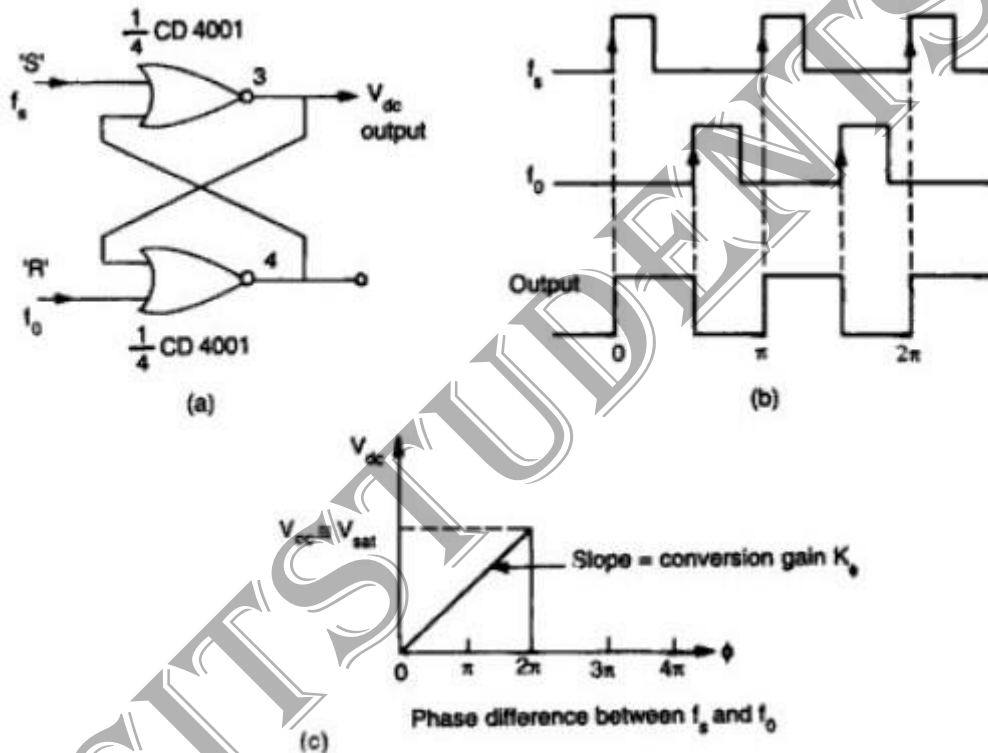 1/4 CD 4001
'S'
f_s
3
V_dc
output
'R'
f_0
4
1/4 CD 4001
(a)
f_s
f_0
Output
0 π 2π
(b)
V_dc
V_cc ≅ V_sat
Slope = conversion gain K_ϕ
0 π 2π 3π 4π ϕ
Phase difference between f_s and f_0
(c)
ITSTUDENTS